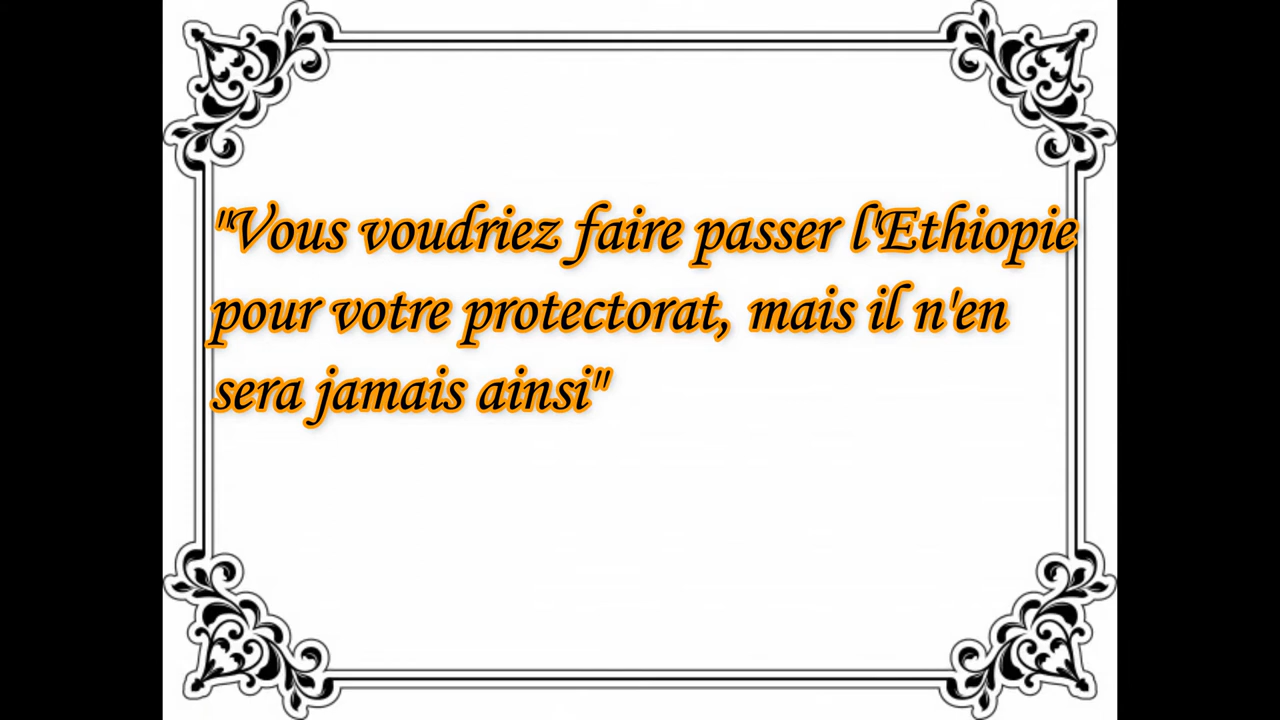 "Vous voudriez faire passer l'Ethiopie
pour votre protectorat, mais il n'en
sera jamais ainsi"